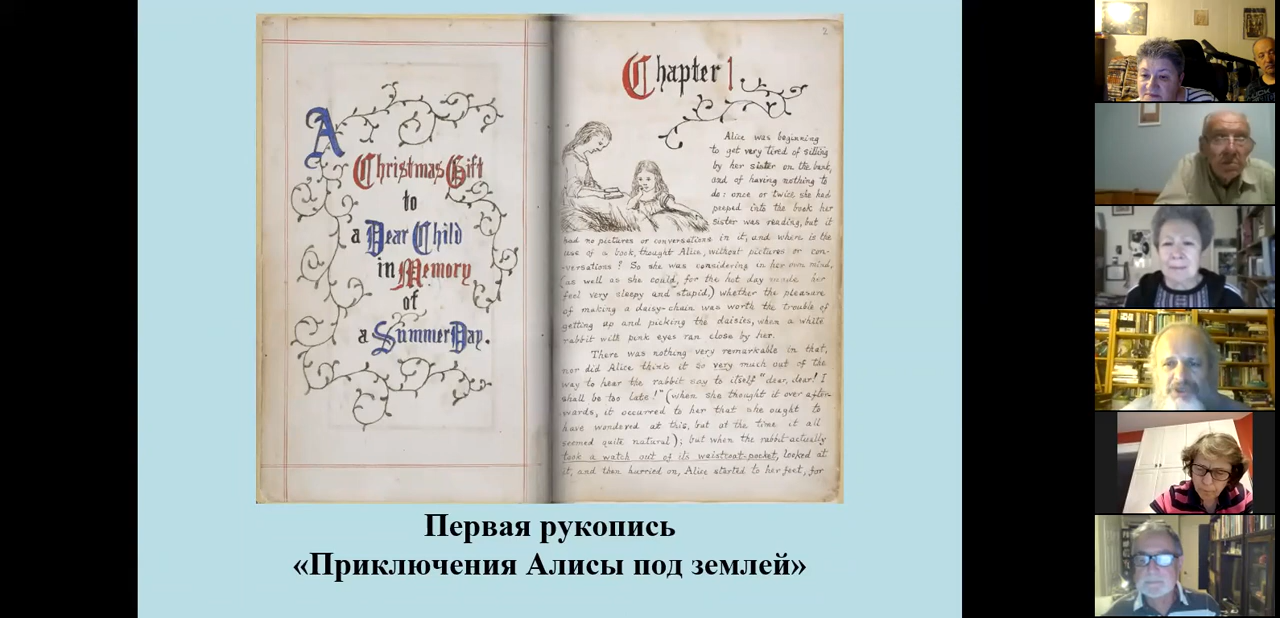 A
Christmas Gift
to
a Dear Child
in Memory
of
a Summer Day.
2
Chapter 1
Alice was beginning
to get very tired of sitting
by her sister on the bank,
and of having nothing to
do: once or twice she had
peeped into the book her
sister was reading, but it
had no pictures or conversations in it, and where is the
use of a book, thought Alice, without pictures or con-
-versations? So she was considering in her own mind,
(as well as she could, for the hot day made her
feel very sleepy and stupid,) whether the pleasure
of making a daisy-chain was worth the trouble of
getting up and picking the daisies, when a white
rabbit with pink eyes ran close by her.
There was nothing very remarkable in that,
nor did Alice think it so very much out of the
way to hear the rabbit say to itself "dear, dear! I
shall be too late!" (when she thought it over after-
wards, it occurred to her that she ought to
have wondered at this, but at the time it all
seemed quite natural); but when the rabbit actually
took a watch out of its waistcoat-pocket, looked at
it, and then hurried on, Alice started to her feet, for
Первая рукопись
«Приключения Алисы под землей»